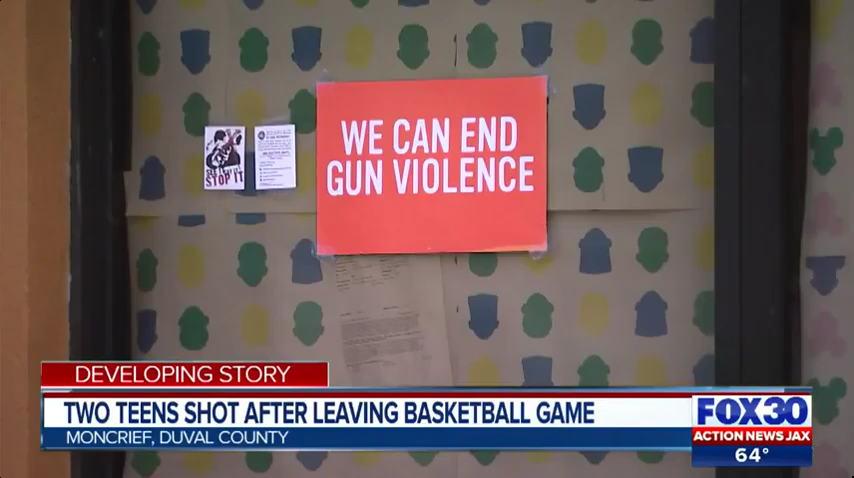 WE CAN END
GUN VIOLENCE
STOP IT
DEVELOPING STORY
TWO TEENS SHOT AFTER LEAVING BASKETBALL GAME
MONCRIEF, DUVAL COUNTY
FOX30
ACTION NEWS JAX
64°